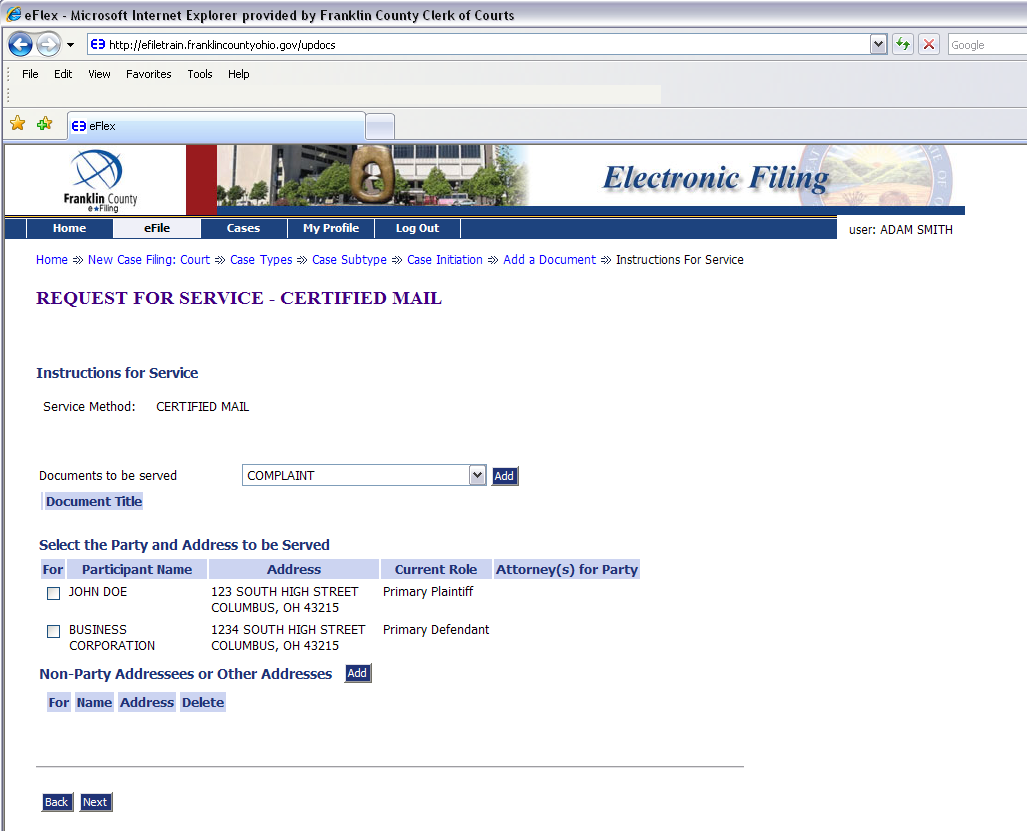 eFlex - Microsoft Internet Explorer provided by Franklin County Clerk of Courts
http://efiletrain.franklincountyohio.gov/updocs
Google
File Edit View Favorites Tools Help
eFlex
Franklin County
e★Filing
Electronic Filing
Home eFile Cases My Profile Log Out
user: ADAM SMITH
Home ⇒ New Case Filing: Court ⇒ Case Types ⇒ Case Subtype ⇒ Case Initiation ⇒ Add a Document ⇒ Instructions For Service
REQUEST FOR SERVICE - CERTIFIED MAIL
Instructions for Service
Service Method: CERTIFIED MAIL
Documents to be served COMPLAINT Add
Document Title
Select the Party and Address to be Served
For Participant Name Address Current Role Attorney(s) for Party
JOHN DOE 123 SOUTH HIGH STREET Primary Plaintiff
COLUMBUS, OH 43215
BUSINESS 1234 SOUTH HIGH STREET Primary Defendant
CORPORATION COLUMBUS, OH 43215
Non-Party Addressees or Other Addresses Add
For Name Address Delete
Back Next